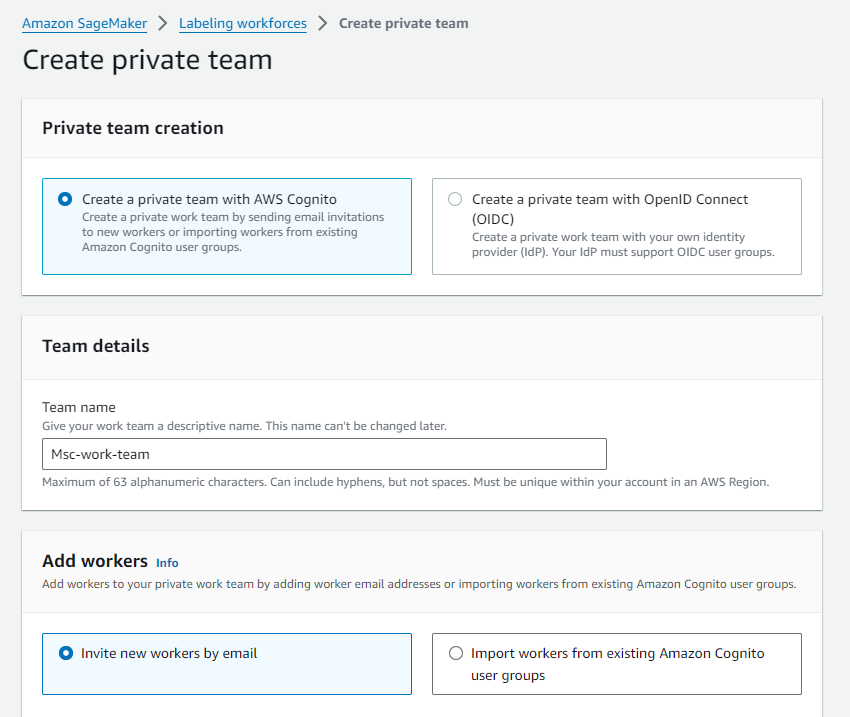 Amazon SageMaker > Labeling workforces > Create private team
Create private team
Private team creation
Create a private team with AWS Cognito
Create a private work team by sending email invitations
to new workers or importing workers from existing
Amazon Cognito user groups.
Create a private team with OpenID Connect
(OIDC)
Create a private work team with your own identity
provider (IdP). Your IdP must support OIDC user groups.
Team details
Team name
Give your work team a descriptive name. This name can't be changed later.
Msc-work-team
Maximum of 63 alphanumeric characters. Can include hyphens, but not spaces. Must be unique within your account in an AWS Region.
Add workers Info
Add workers to your private work team by adding worker email addresses or importing workers from existing Amazon Cognito user groups.
Invite new workers by email
Import workers from existing Amazon Cognito
user groups